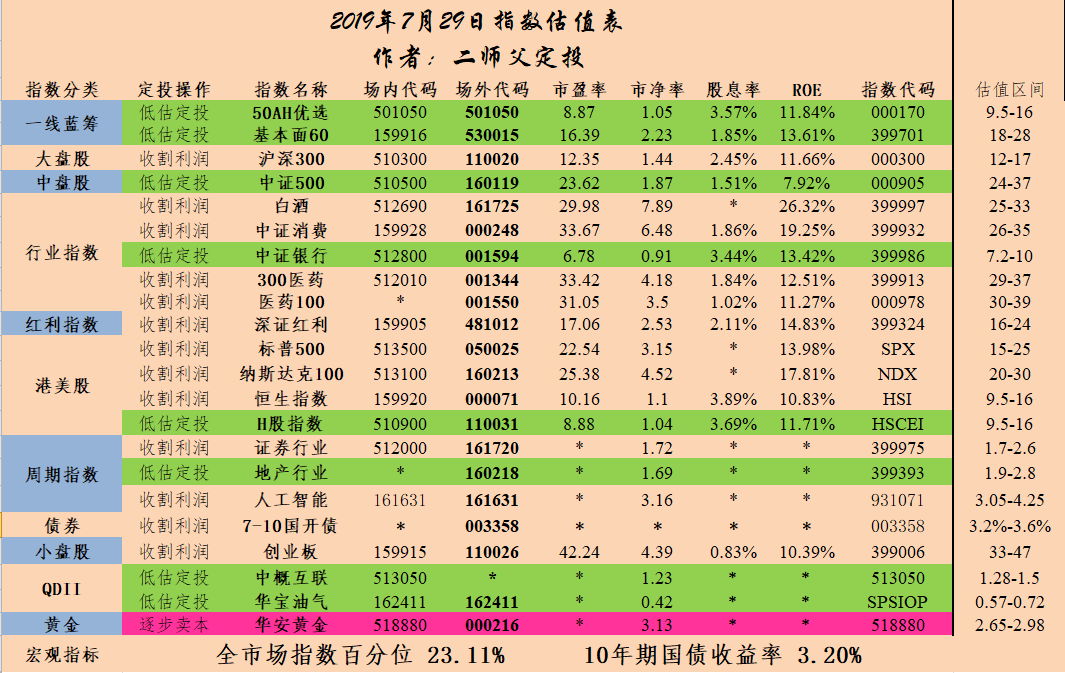 2019年7月29日指数估值表
作者：二师父定投
指数分类 定投操作 指数名称 场内代码 场外代码 市盈率 市净率 股息率 ROE 指数代码 估值区间
一线蓝筹 低估定投 50AH优选 501050 501050 8.87 1.05 3.57% 11.84% 000170 9.5-16
低估定投 基本面60 159916 530015 16.39 2.23 1.85% 13.61% 399701 18-28
大盘股 收割利润 沪深300 510300 110020 12.35 1.44 2.45% 11.66% 000300 12-17
中盘股 低估定投 中证500 510500 160119 23.62 1.87 1.51% 7.92% 000905 24-37
行业指数 收割利润 白酒 512690 161725 29.98 7.89 * 26.32% 399997 25-33
收割利润 中证消费 159928 000248 33.67 6.48 1.86% 19.25% 399932 26-35
低估定投 中证银行 512800 001594 6.78 0.91 3.44% 13.42% 399986 7.2-10
收割利润 300医药 512010 001344 33.42 4.18 1.84% 12.51% 399913 29-37
收割利润 医药100 * 001550 31.05 3.5 1.02% 11.27% 000978 30-39
红利指数 收割利润 深证红利 159905 481012 17.06 2.53 2.11% 14.83% 399324 16-24
港美股 收割利润 标普500 513500 050025 22.54 3.15 * 13.98% SPX 15-25
收割利润 纳斯达克100 513100 160213 25.38 4.52 * 17.81% NDX 20-30
收割利润 恒生指数 159920 000071 10.16 1.1 3.89% 10.83% HSI 9.5-16
低估定投 H股指数 510900 110031 8.88 1.04 3.69% 11.71% HSCEI 9.5-16
周期指数 收割利润 证券行业 512000 161720 * 1.72 * * 399975 1.7-2.6
低估定投 地产行业 * 160218 * 1.69 * * 399393 1.9-2.8
收割利润 人工智能 161631 161631 * 3.16 * * 931071 3.05-4.25
债券 收割利润 7-10国开债 * 003358 * * * * 003358 3.2%-3.6%
小盘股 收割利润 创业板 159915 110026 42.24 4.39 0.83% 10.39% 399006 33-47
QDII 低估定投 中概互联 513050 * * 1.23 * * 513050 1.28-1.5
低估定投 华宝油气 162411 162411 * 0.42 * * SPSIOP 0.57-0.72
黄金 逐步卖本 华安黄金 518880 000216 * 3.13 * * 518880 2.65-2.98
宏观指标 全市场指数百分位 23.11% 10年期国债收益率 3.20%